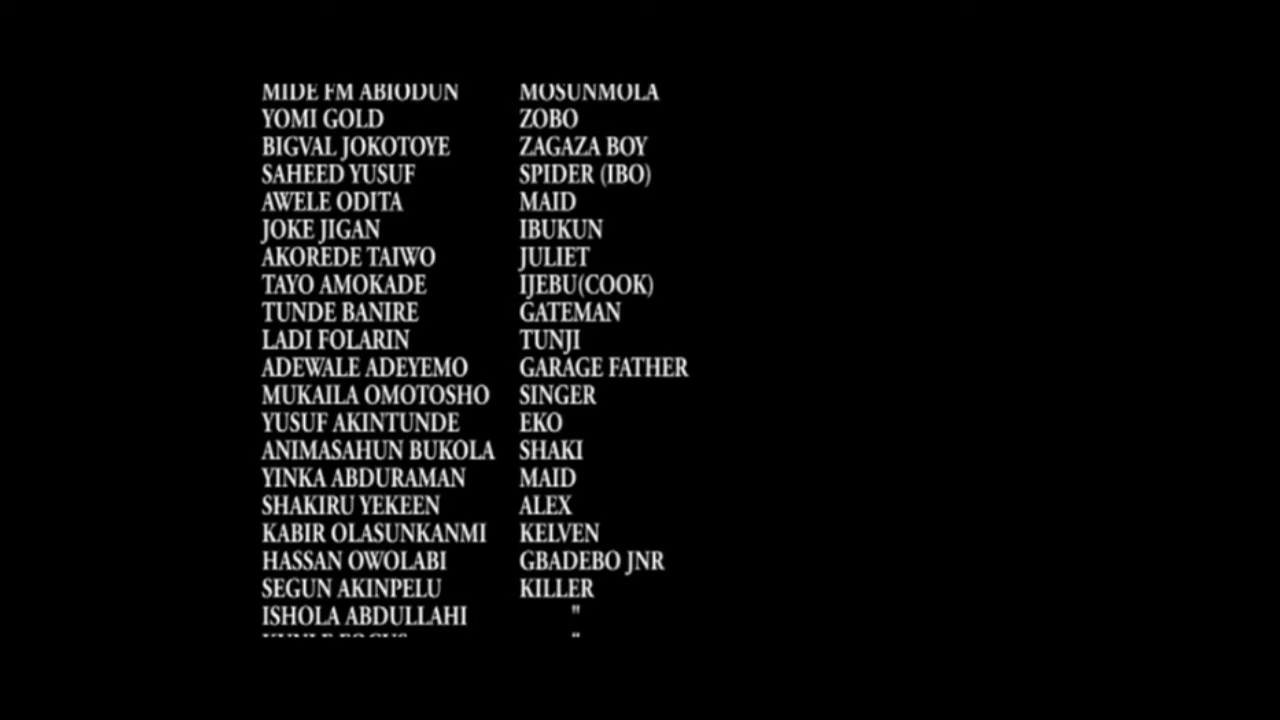 MIDE FM ABIODUN MOSUNMOLA
YOMI GOLD ZOBO
BIGVAL JOKOTOYE ZAGAZA BOY
SAHEED YUSUF SPIDER (IBO)
AWELE ODITA MAID
JOKE JIGAN IBUKUN
AKOREDE TAIWO JULIET
TAYO AMOKADE IJEBU(COOK)
TUNDE BANIRE GATEMAN
LADI FOLARIN TUNJI
ADEWALE ADEYEMO GARAGE FATHER
MUKAILA OMOTOSHO SINGER
YUSUF AKINTUNDE EKO
ANIMASAHUN BUKOLA SHAKI
YINKA ABDURAMAN MAID
SHAKIRU YEKEEN ALEX
KABIR OLASUNKANMI KELVEN
HASSAN OWOLABI GBADEBO JNR
SEGUN AKINPELU KILLER
ISHOLA ABDULLAHI "
"